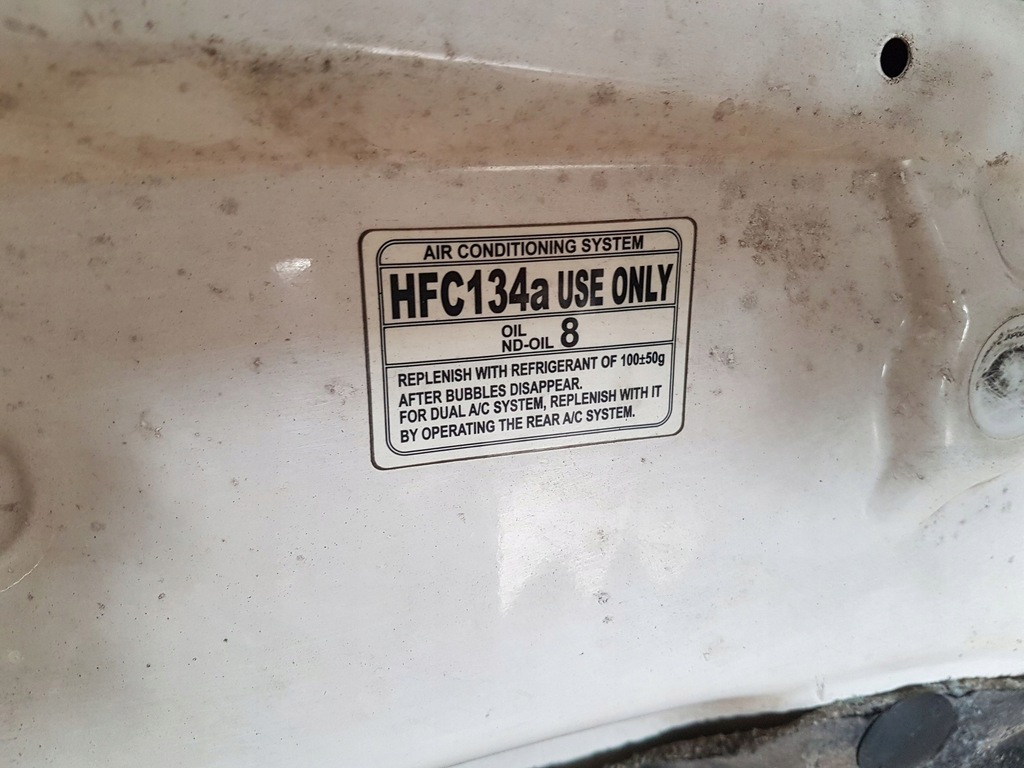 AIR CONDITIONING SYSTEM
HFC134a USE ONLY
OIL
ND-OIL 8
REPLENISH WITH REFRIGERANT OF 100±50g
AFTER BUBBLES DISAPPEAR.
FOR DUAL A/C SYSTEM, REPLENISH WITH IT
BY OPERATING THE REAR A/C SYSTEM.